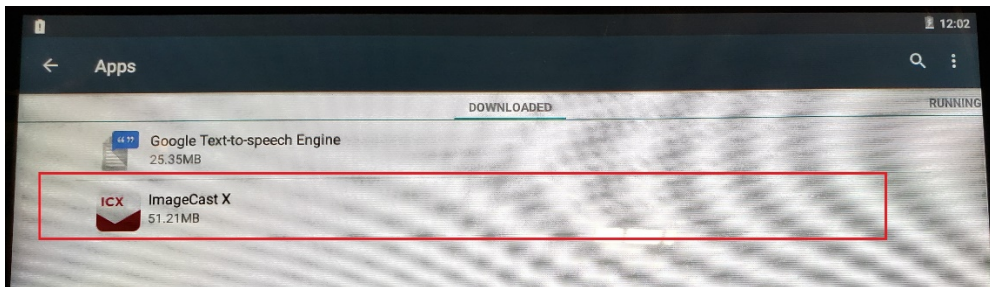 12:02
Apps
DOWNLOADED
RUNNING
“ ”
Google Text-to-speech Engine
25.35MB
ICX
ImageCast X
51.21MB